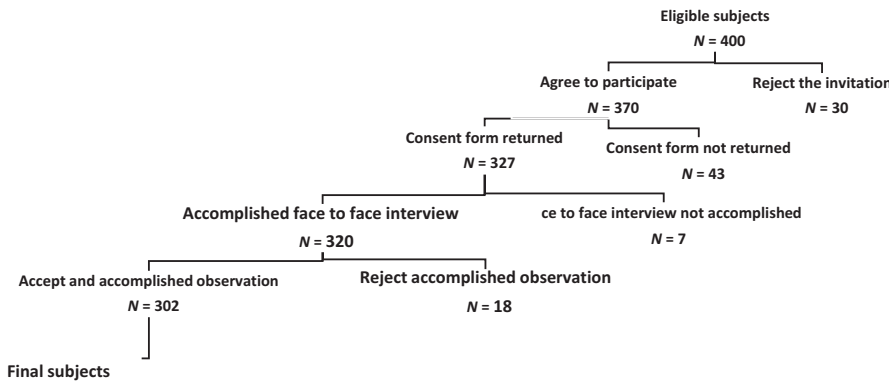 Eligible subjects
N = 400
Agree to participate
N = 370
Reject the invitation
N = 30
Consent form returned
N = 327
Consent form not returned
N = 43
Accomplished face to face interview
N = 320
ce to face interview not accomplished
N = 7
Accept and accomplished observation
N = 302
Reject accomplished observation
N = 18
Final subjects